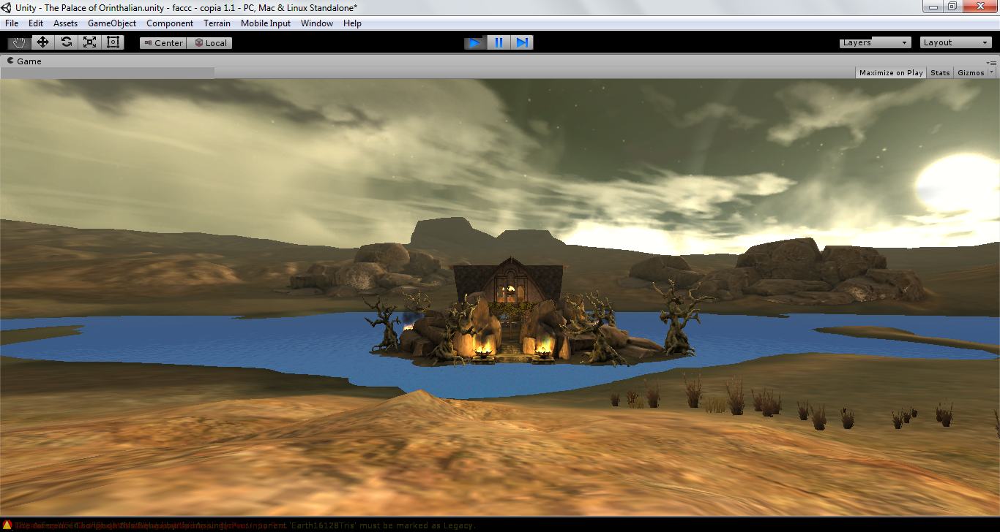 Unity - The Palace of Orinthalian.unity - faccc - copia 1.1 - PC, Mac & Linux Standalone*
File Edit Assets GameObject Component Terrain Mobile Input Window Help
Center Local Layers Layout
Game
Maximize on Play Stats Gizmos
'Earth16128Tris' must be marked as Legacy.